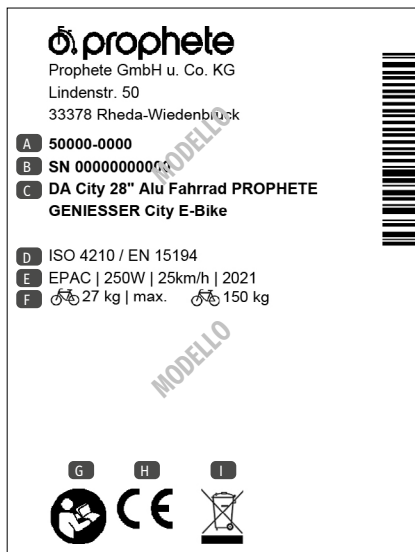 prophete
Prophete GmbH u. Co. KG
Lindenstr. 50
33378 Rheda-Wiedenbrück
A 50000-0000
B SN 00000000000
C DA City 28" Alu Fahrrad PROPHETE
GENIESSER City E-Bike
MODELLO
D ISO 4210 / EN 15194
E EPAC | 250W | 25km/h | 2021
F 27 kg | max. 150 kg
MODELLO
G H I
CE